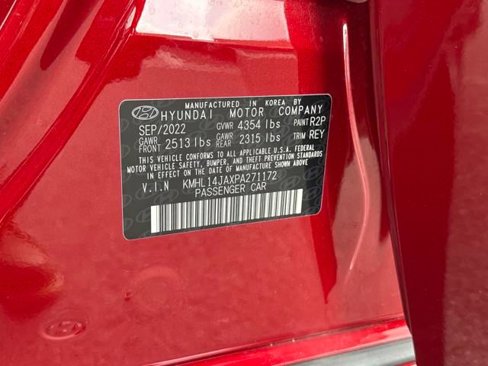 MANUFACTURED IN KOREA BY
HYUNDAI MOTOR COMPANY
SEP/2022 GVWR 4354 lbs PAINT R2P
GAWR FRONT 2513 lbs GAWR REAR 2315 lbs TRIM REY
THIS VEHICLE CONFORMS TO ALL APPLICABLE U.S.A. FEDERAL
MOTOR VEHICLE SAFETY, BUMPER, AND THEFT PREVENTION STANDARDS
IN EFFECT ON THE DATE OF MANUFACTURE SHOWN ABOVE.
V.I.N KMHL14JAXPA271172
PASSENGER CAR